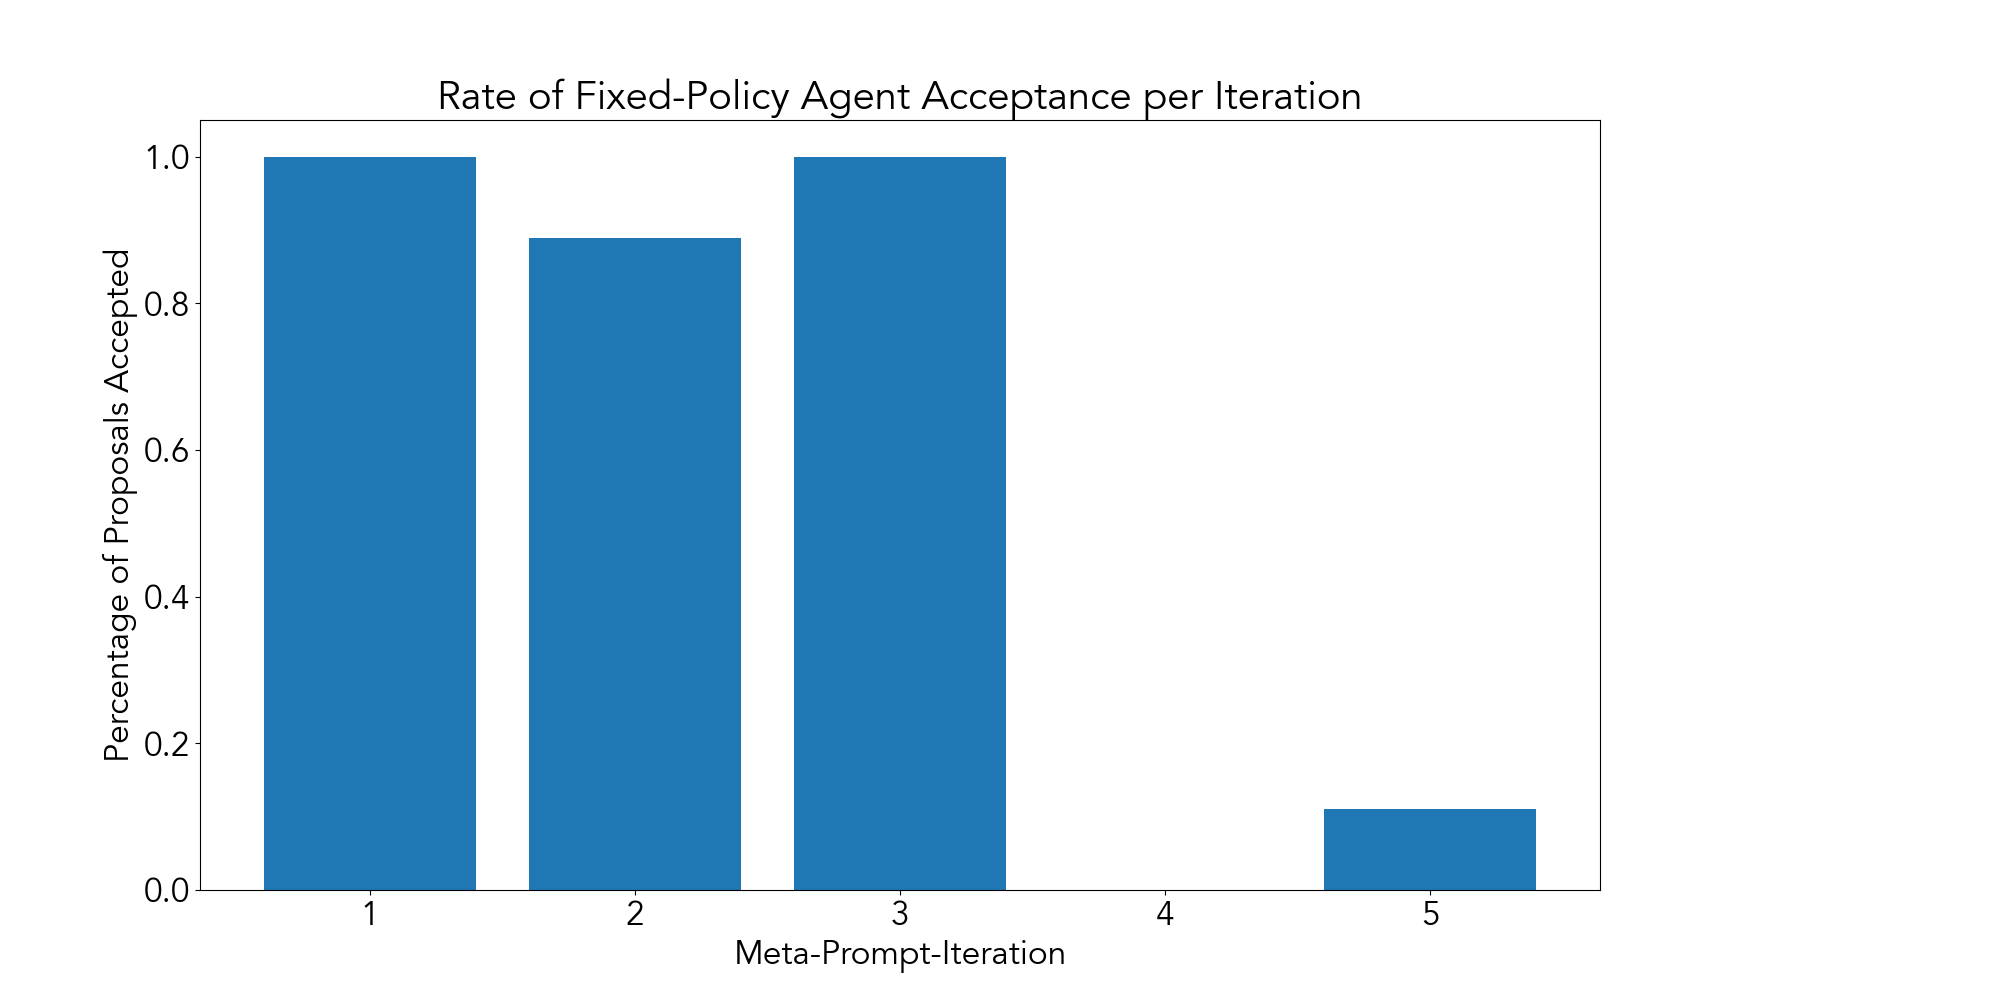 Rate of Fixed-Policy Agent Acceptance per Iteration
Percentage of Proposals Accepted
1.0
0.8
0.6
0.4
0.2
0.0
1 2 3 4 5
Meta-Prompt-Iteration